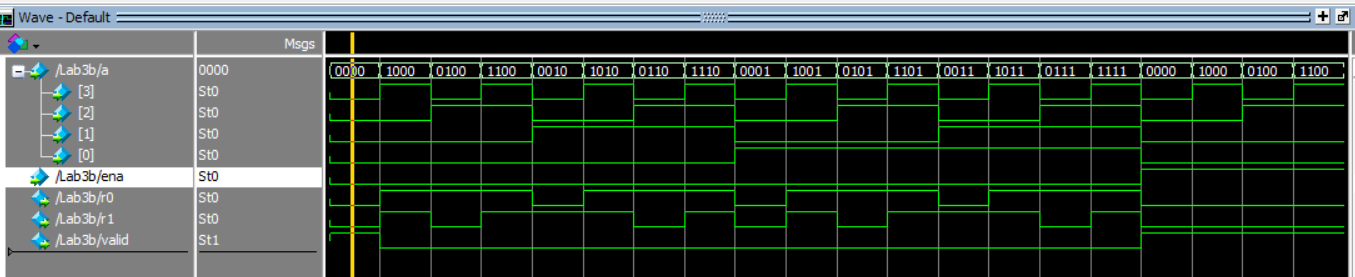 Wave - Default
Msgs
/Lab3b/a 0000 0000 1000 0100 1100 0010 1010 0110 1110 0001 1001 0101 1101 0011 1011 0111 1111 0000 1000 0100 1100
[3] St0
[2] St0
[1] St0
[0] St0
/Lab3b/ena St0
/Lab3b/r0 St0
/Lab3b/r1 St0
/Lab3b/valid St1